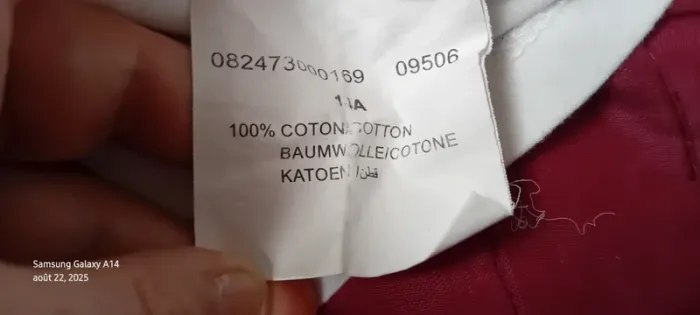 082473000169 09506
100% COTON/COTTON
BAUMWOLLE/COTONE
KATOEN/قطن
Samsung Galaxy A14
août 22, 2025